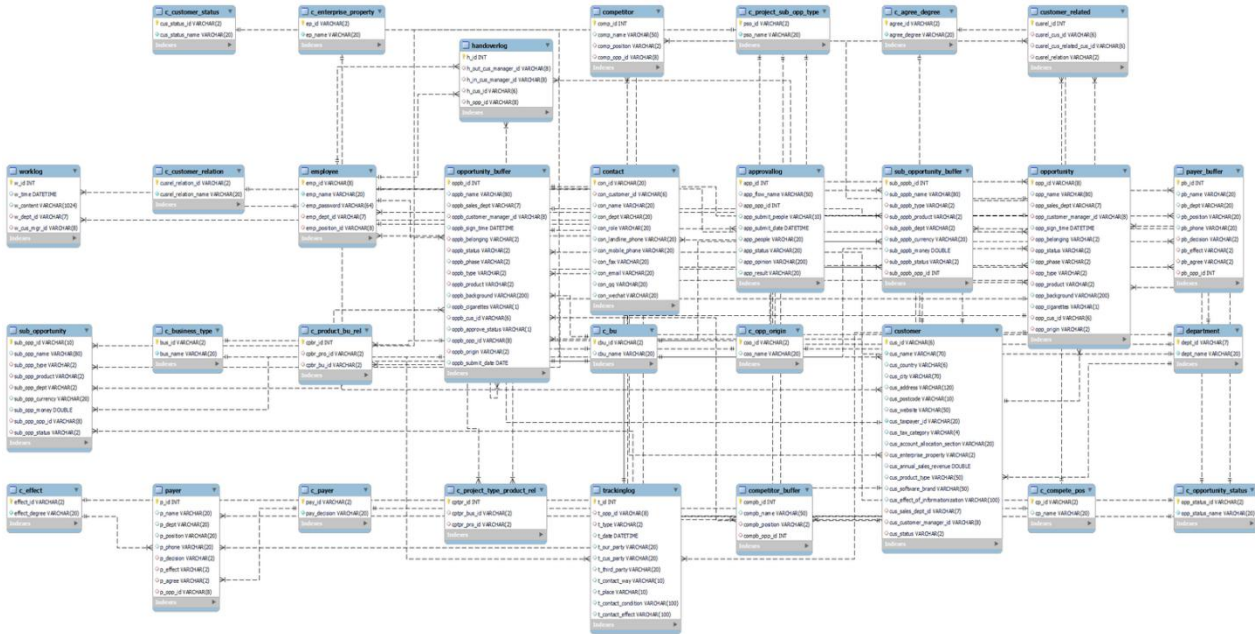 c_customer_status
cus_status_id VARCHAR(2)
cus_status_name VARCHAR(20)
Indexes
c_enterprise_property
ep_id VARCHAR(2)
ep_name VARCHAR(20)
Indexes
handoverlog
h_id INT
h_out_cus_manager_id VARCHAR(8)
h_in_cus_manager_id VARCHAR(8)
h_cus_id VARCHAR(6)
h_opp_id VARCHAR(8)
Indexes
competitor
comp_id INT
comp_name VARCHAR(50)
comp_position VARCHAR(2)
comp_opp_id VARCHAR(8)
Indexes
c_project_sub_opp_type
pso_id VARCHAR(2)
pso_name VARCHAR(20)
Indexes
c_agree_degree
agree_id VARCHAR(2)
agree_degree VARCHAR(20)
Indexes
customer_related
cusrel_id INT
cusrel_cus_id VARCHAR(6)
cusrel_cus_related_cus_id VARCHAR(6)
cusrel_relation VARCHAR(2)
Indexes
worklog
w_id INT
w_time DATETIME
w_content VARCHAR(1024)
w_dept_id VARCHAR(7)
w_cus_mgr_id VARCHAR(8)
Indexes
c_customer_relation
cusrel_relation_id VARCHAR(2)
cusrel_relation_name VARCHAR(20)
Indexes
employee
emp_id VARCHAR(8)
emp_name VARCHAR(20)
emp_password VARCHAR(64)
emp_dept_id VARCHAR(7)
emp_position_id VARCHAR(8)
Indexes
opportunity_buffer
oppb_id INT
oppb_name VARCHAR(80)
oppb_sales_dept VARCHAR(7)
oppb_customer_manager_id VARCHAR(8)
oppb_sign_time DATETIME
oppb_belonging VARCHAR(2)
oppb_status VARCHAR(2)
oppb_phase VARCHAR(2)
oppb_type VARCHAR(2)
oppb_product VARCHAR(2)
oppb_background VARCHAR(200)
oppb_cigarettes VARCHAR(1)
oppb_cus_id VARCHAR(6)
oppb_approve_status VARCHAR(1)
oppb_opp_id VARCHAR(8)
oppb_origin VARCHAR(2)
oppb_submit_date DATE
Indexes
contact
con_id VARCHAR(20)
con_customer_id VARCHAR(6)
con_name VARCHAR(20)
con_dept VARCHAR(20)
con_role VARCHAR(20)
con_landline_phone VARCHAR(20)
con_mobile_phone VARCHAR(20)
con_fax VARCHAR(20)
con_email VARCHAR(20)
con_qq VARCHAR(20)
con_wechat VARCHAR(20)
Indexes
approvallog
app_id INT
app_flow_name VARCHAR(50)
app_opp_id INT
app_submit_people VARCHAR(10)
app_submit_date DATETIME
app_people VARCHAR(20)
app_status VARCHAR(20)
app_opinion VARCHAR(200)
app_result VARCHAR(20)
Indexes
sub_opportunity_buffer
sub_oppb_id INT
sub_oppb_name VARCHAR(80)
sub_oppb_type VARCHAR(2)
sub_oppb_product VARCHAR(2)
sub_oppb_dept VARCHAR(2)
sub_oppb_currency VARCHAR(20)
sub_oppb_money DOUBLE
sub_oppb_status VARCHAR(2)
sub_oppb_opp_id INT
Indexes
opportunity
opp_id VARCHAR(8)
opp_name VARCHAR(80)
opp_sales_dept VARCHAR(7)
opp_customer_manager_id VARCHAR(8)
opp_sign_time DATETIME
opp_belonging VARCHAR(2)
opp_status VARCHAR(2)
opp_phase VARCHAR(2)
opp_type VARCHAR(2)
opp_product VARCHAR(2)
opp_background VARCHAR(200)
opp_cigarettes VARCHAR(1)
opp_cus_id VARCHAR(6)
opp_origin VARCHAR(2)
Indexes
payer_buffer
pb_id INT
pb_name VARCHAR(20)
pb_dept VARCHAR(20)
pb_position VARCHAR(20)
pb_phone VARCHAR(20)
pb_decision VARCHAR(2)
pb_effect VARCHAR(2)
pb_agree VARCHAR(2)
pb_opp_id INT
Indexes
sub_opportunity
sub_opp_id VARCHAR(10)
sub_opp_name VARCHAR(80)
sub_opp_type VARCHAR(2)
sub_opp_product VARCHAR(2)
sub_opp_dept VARCHAR(2)
sub_opp_currency VARCHAR(20)
sub_opp_money DOUBLE
sub_opp_opp_id VARCHAR(8)
sub_opp_status VARCHAR(2)
Indexes
c_business_type
bus_id VARCHAR(2)
bus_name VARCHAR(20)
Indexes
c_product_bu_rel
cpbr_id INT
cpbr_pro_id VARCHAR(2)
cpbr_bu_id VARCHAR(2)
Indexes
c_bu
cbu_id VARCHAR(2)
cbu_name VARCHAR(20)
Indexes
c_opp_origin
coo_id VARCHAR(2)
coo_name VARCHAR(20)
Indexes
customer
cus_id VARCHAR(6)
cus_name VARCHAR(70)
cus_country VARCHAR(6)
cus_city VARCHAR(70)
cus_address VARCHAR(120)
cus_postcode VARCHAR(10)
cus_website VARCHAR(50)
cus_taxpayer_id VARCHAR(20)
cus_tax_category VARCHAR(4)
cus_account_allocation_section VARCHAR(20)
cus_enterprise_property VARCHAR(2)
cus_annual_sales_revenue DOUBLE
cus_product_type VARCHAR(50)
cus_software_brand VARCHAR(50)
cus_effect_of_informationization VARCHAR(100)
cus_sales_dept VARCHAR(7)
cus_customer_manager_id VARCHAR(8)
cus_status VARCHAR(2)
Indexes
department
dept_id VARCHAR(7)
dept_name VARCHAR(20)
Indexes
c_effect
effect_id VARCHAR(2)
effect_degree VARCHAR(20)
Indexes
payer
p_id INT
p_name VARCHAR(20)
p_dept VARCHAR(20)
p_position VARCHAR(20)
p_phone VARCHAR(20)
p_decision VARCHAR(2)
p_effect VARCHAR(2)
p_agree VARCHAR(2)
p_opp_id VARCHAR(8)
Indexes
c_payer
pay_id VARCHAR(2)
pay_decision VARCHAR(20)
Indexes
c_project_type_product_rel
cptpr_id INT
cptpr_bus_id VARCHAR(2)
cptpr_pro_id VARCHAR(2)
Indexes
trackinglog
t_id INT
t_opp_id VARCHAR(8)
t_type VARCHAR(2)
t_date DATETIME
t_our_party VARCHAR(20)
t_cus_party VARCHAR(20)
t_third_party VARCHAR(20)
t_contact_way VARCHAR(10)
t_place VARCHAR(10)
t_contact_condition VARCHAR(100)
t_contact_effect VARCHAR(100)
Indexes
competitor_buffer
compb_id INT
compb_name VARCHAR(50)
compb_position VARCHAR(2)
compb_opp_id INT
Indexes
c_compete_pos
cp_id VARCHAR(2)
cp_name VARCHAR(20)
Indexes
c_opportunity_status
opp_status_id VARCHAR(2)
opp_status_name VARCHAR(20)
Indexes